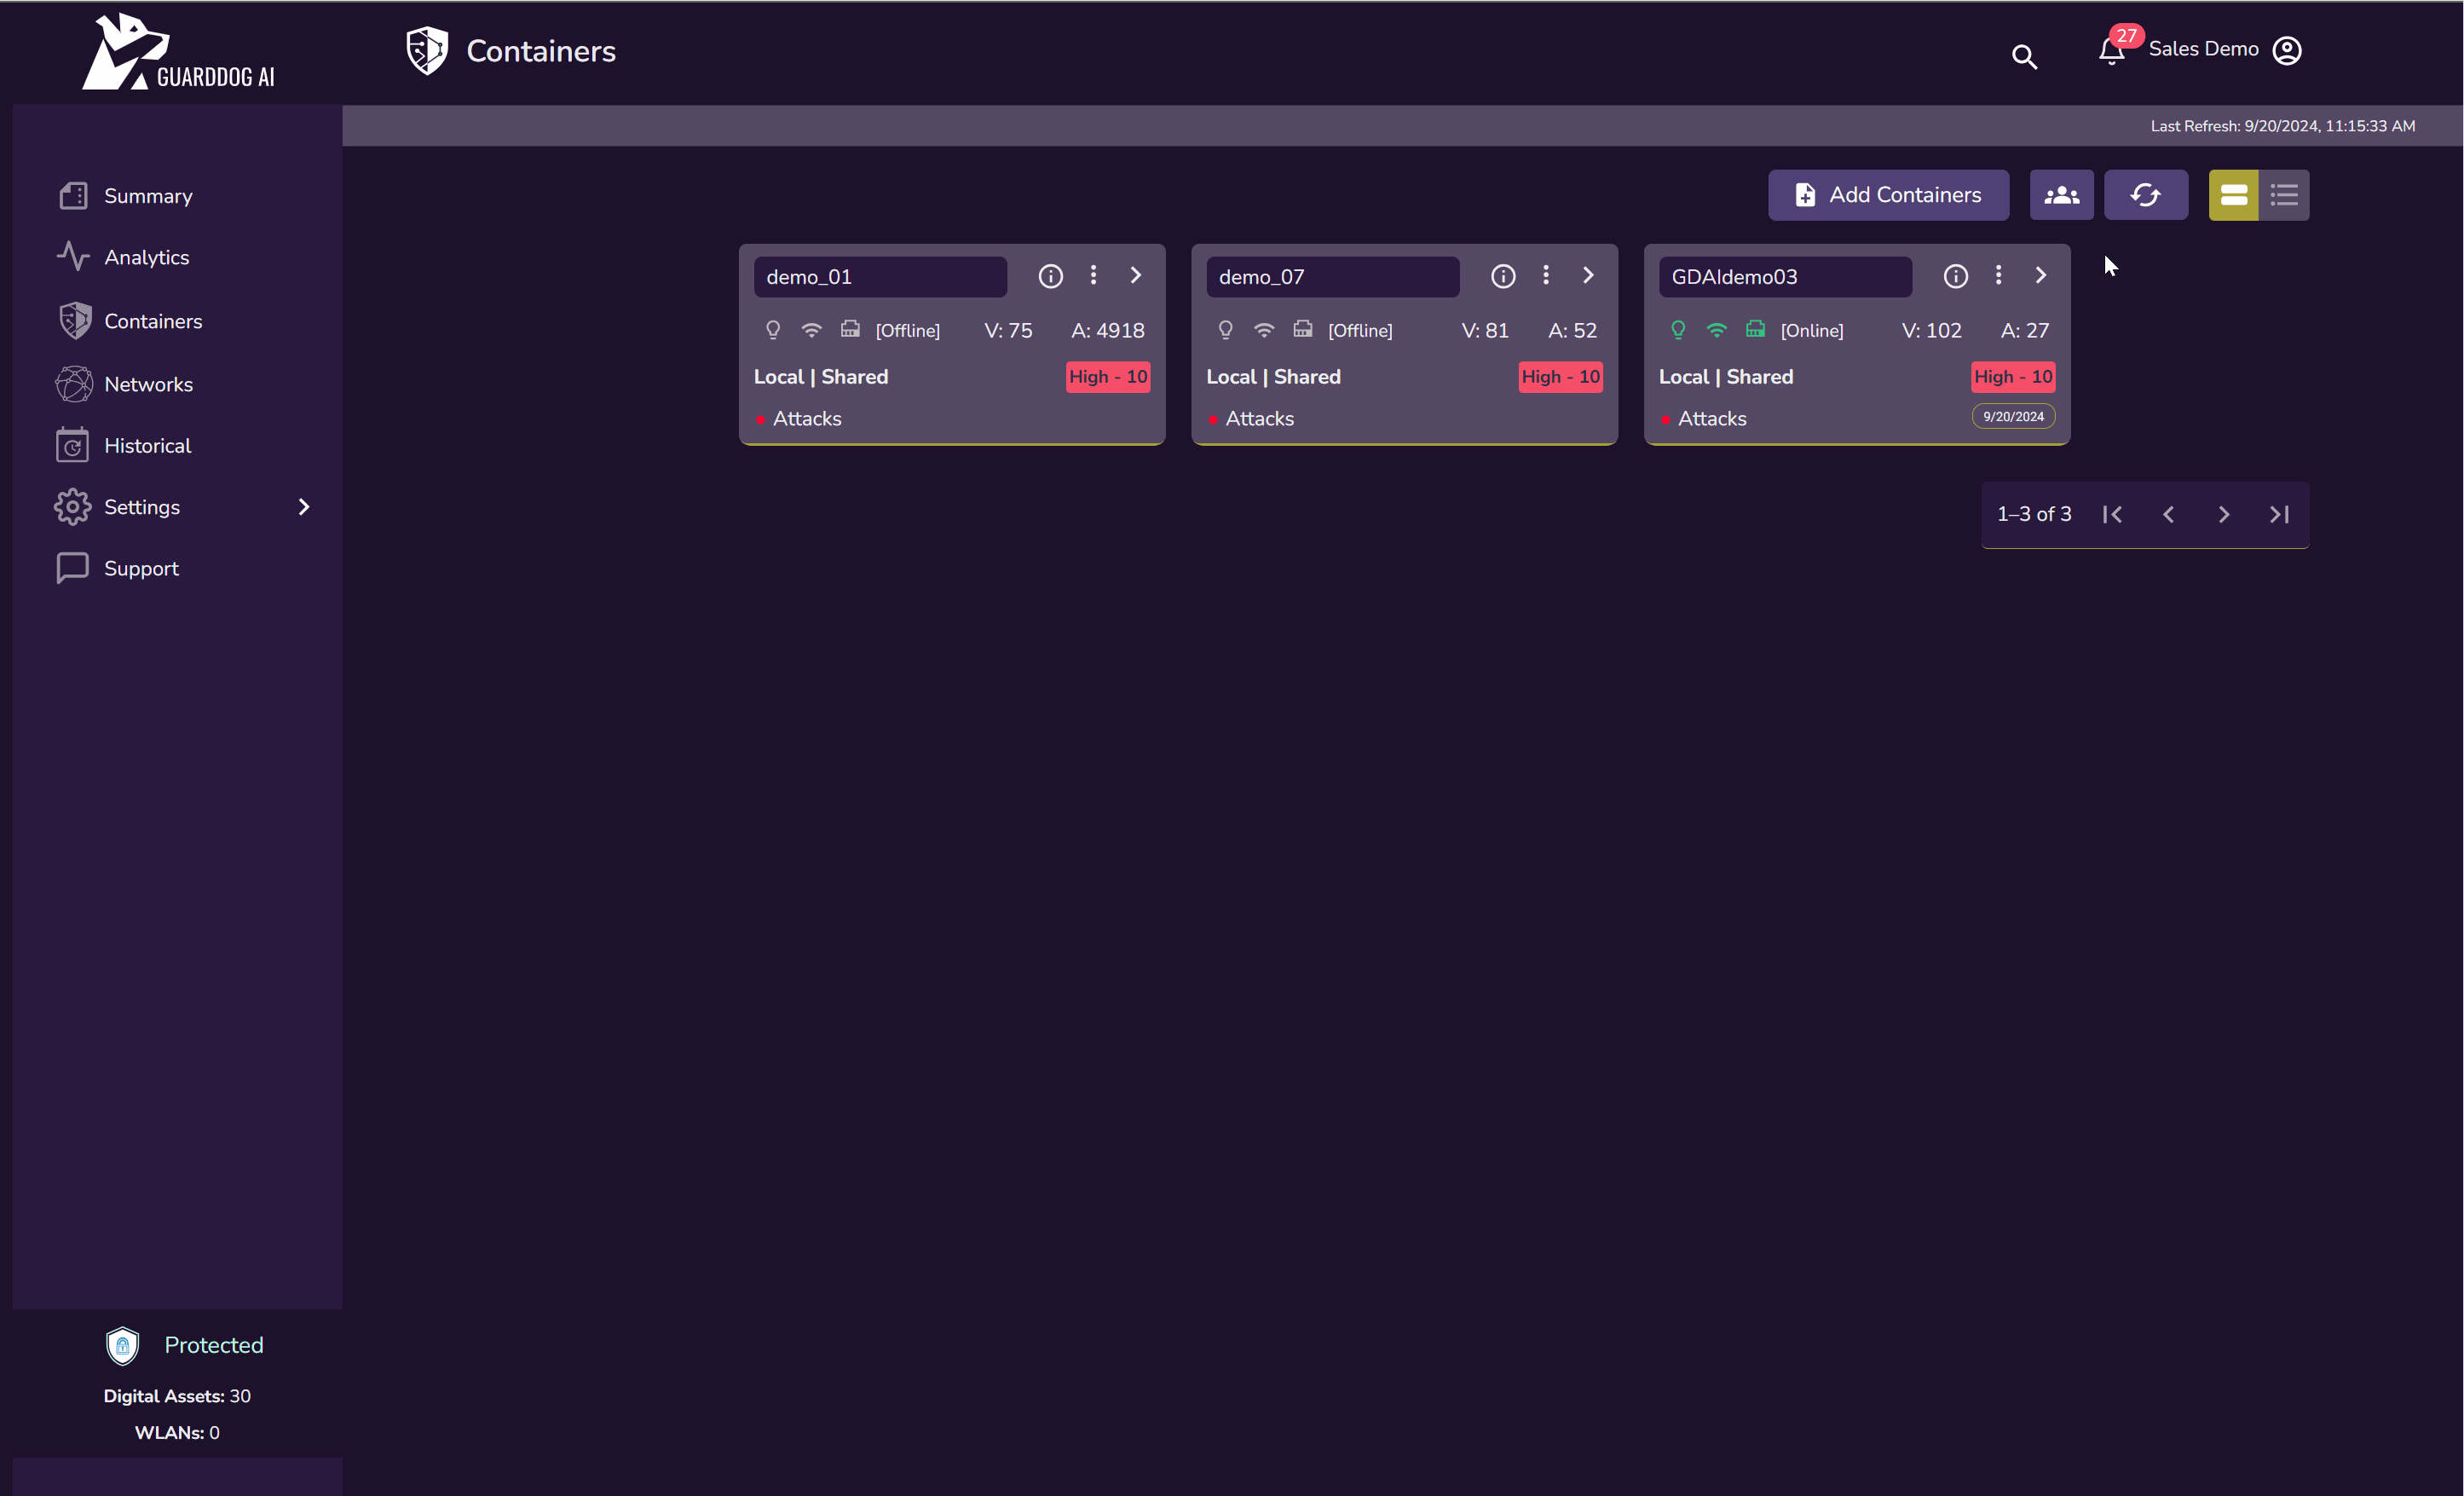 GUARDDOG AI
Containers
27
Sales Demo
Last Refresh: 9/20/2024, 11:15:33 AM
Summary
Analytics
Containers
Networks
Historical
Settings
Support
Add Containers
demo_01
[Offline] V: 75 A: 4918
Local | Shared High - 10
Attacks
demo_07
[Offline] V: 81 A: 52
Local | Shared High - 10
Attacks
GDAIdemo03
[Online] V: 102 A: 27
Local | Shared High - 10
Attacks 9/20/2024
1–3 of 3
Protected
Digital Assets: 30
WLANs: 0